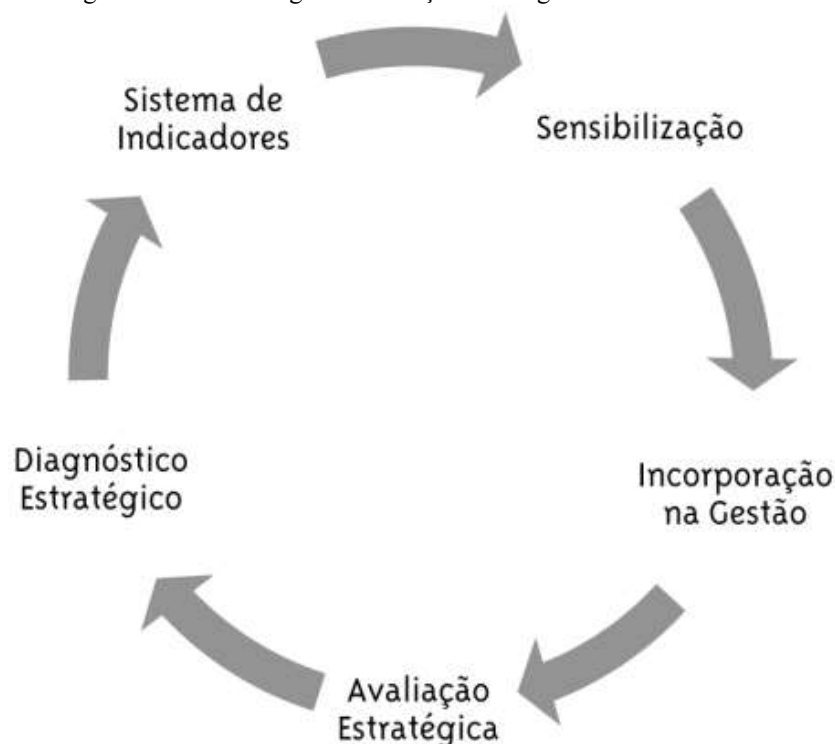 Sistema de
Indicadores
Sensibilização
Incorporação
na Gestão
Avaliação
Estratégica
Diagnóstico
Estratégico